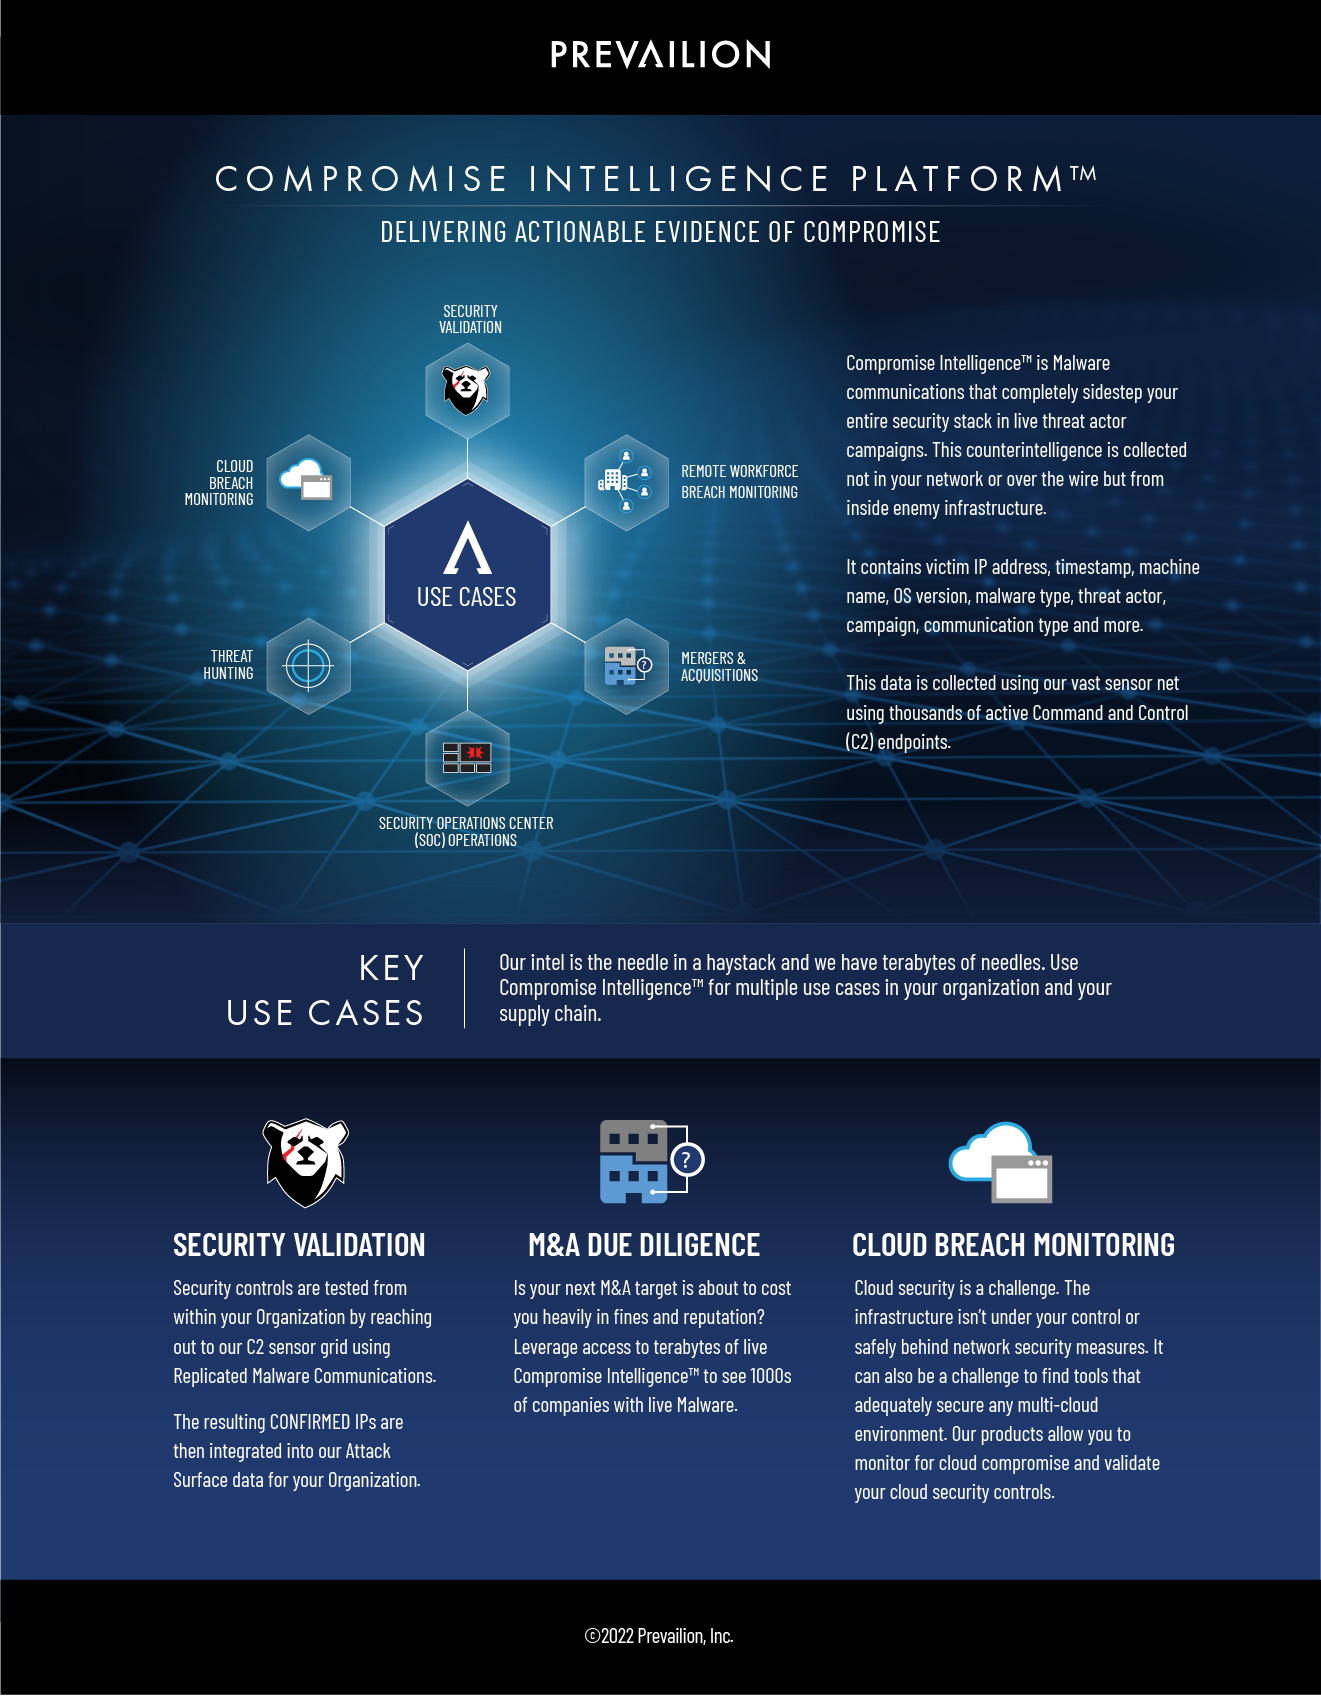 PREVAILION
COMPROMISE INTELLIGENCE PLATFORM™
DELIVERING ACTIONABLE EVIDENCE OF COMPROMISE
SECURITY
VALIDATION
CLOUD
BREACH
MONITORING
REMOTE WORKFORCE
BREACH MONITORING
USE CASES
THREAT
HUNTING
MERGERS &
ACQUISITIONS
?
SECURITY OPERATIONS CENTER
(SOC) OPERATIONS
Compromise Intelligence™ is Malware
communications that completely sidestep your
entire security stack in live threat actor
campaigns. This counterintelligence is collected
not in your network or over the wire but from
inside enemy infrastructure.
It contains victim IP address, timestamp, machine
name, OS version, malware type, threat actor,
campaign, communication type and more.
This data is collected using our vast sensor net
using thousands of active Command and Control
(C2) endpoints.
KEY
USE CASES
Our intel is the needle in a haystack and we have terabytes of needles. Use
Compromise Intelligence™ for multiple use cases in your organization and your
supply chain.
SECURITY VALIDATION
Security controls are tested from
within your Organization by reaching
out to our C2 sensor grid using
Replicated Malware Communications.
The resulting CONFIRMED IPs are
then integrated into our Attack
Surface data for your Organization.
?
M&A DUE DILIGENCE
Is your next M&A target is about to cost
you heavily in fines and reputation?
Leverage access to terabytes of live
Compromise Intelligence™ to see 1000s
of companies with live Malware.
CLOUD BREACH MONITORING
Cloud security is a challenge. The
infrastructure isn’t under your control or
safely behind network security measures. It
can also be a challenge to find tools that
adequately secure any multi-cloud
environment. Our products allow you to
monitor for cloud compromise and validate
your cloud security controls.
©2022 Prevailion, Inc.